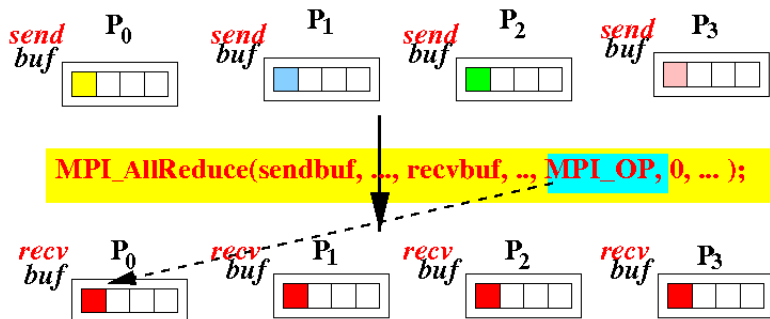 send P0 send P1 send P2 send P3
buf buf buf buf
MPI_AllReduce(sendbuf, ..., recvbuf, .., MPI_OP, 0, ... );
recv P0 recv P1 recv P2 recv P3
buf buf buf buf